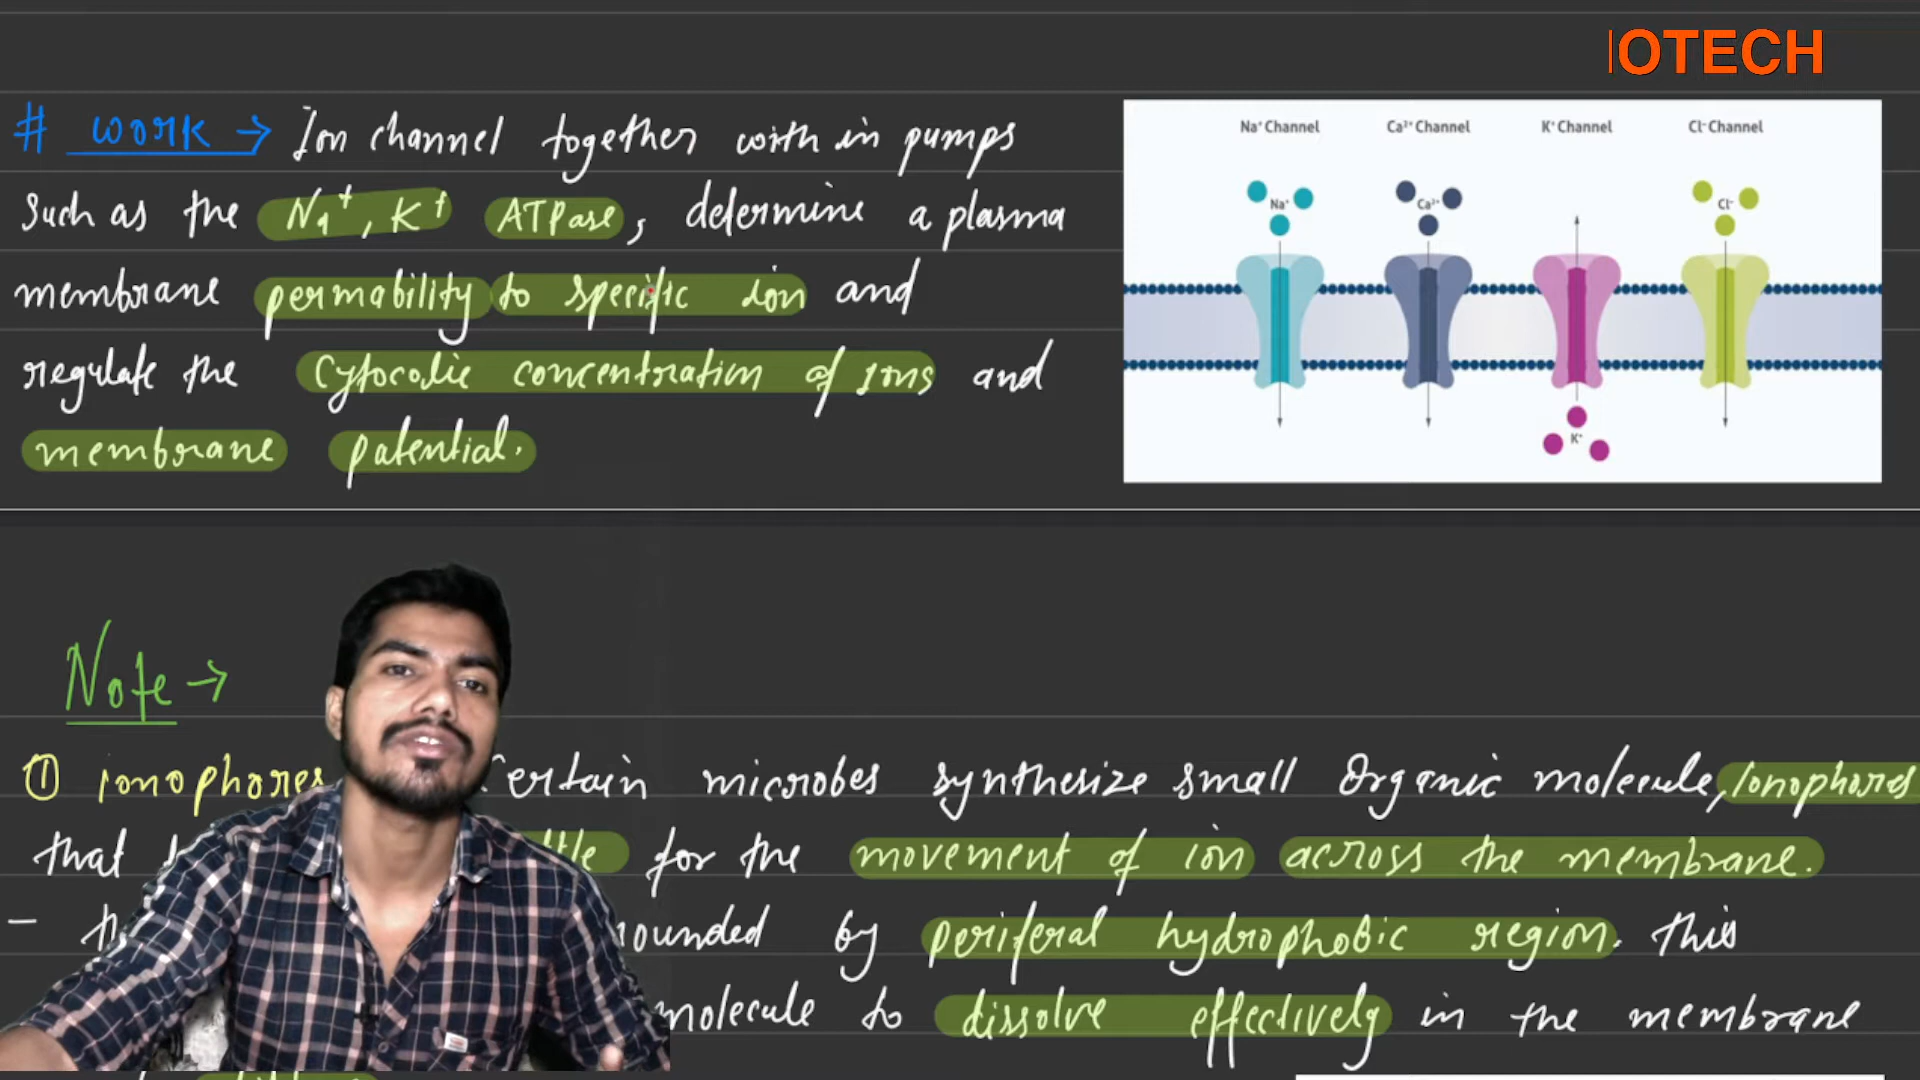 IOTECH
# work → Ion channel together with in pumps
Such as the Na⁺, K⁺ ATPase, determine a plasma
membrane permability to specific ion and
regulate the Cytocolic concentration of Ions and
membrane potential.
Na⁺ Channel Ca²⁺ Channel K⁺ Channel Cl⁻ Channel
Na⁺ Ca²⁺ Cl⁻
K⁺
Note →
① ionophores Certain microbes synthesize small Organic molecule, Ionophores
that for the movement of ion across the membrane.
- by periferal hydrophobic region. This
molecule to dissolve effectively in the membrane